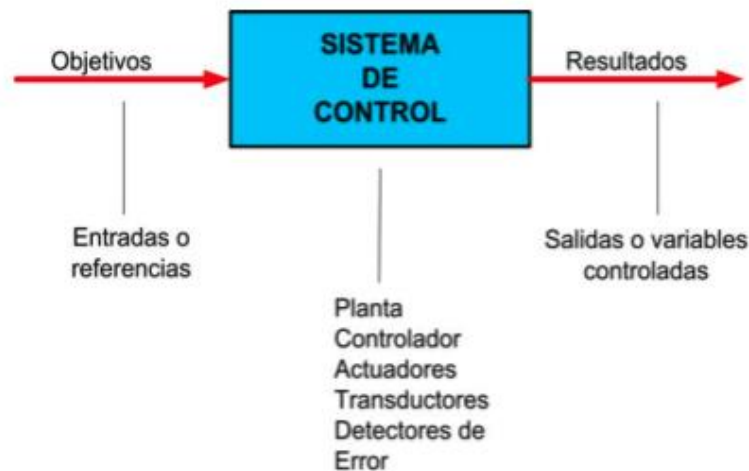 Objetivos
SISTEMA
DE
CONTROL
Resultados
Entradas o
referencias
Salidas o variables
controladas
Planta
Controlador
Actuadores
Transductores
Detectores de
Error